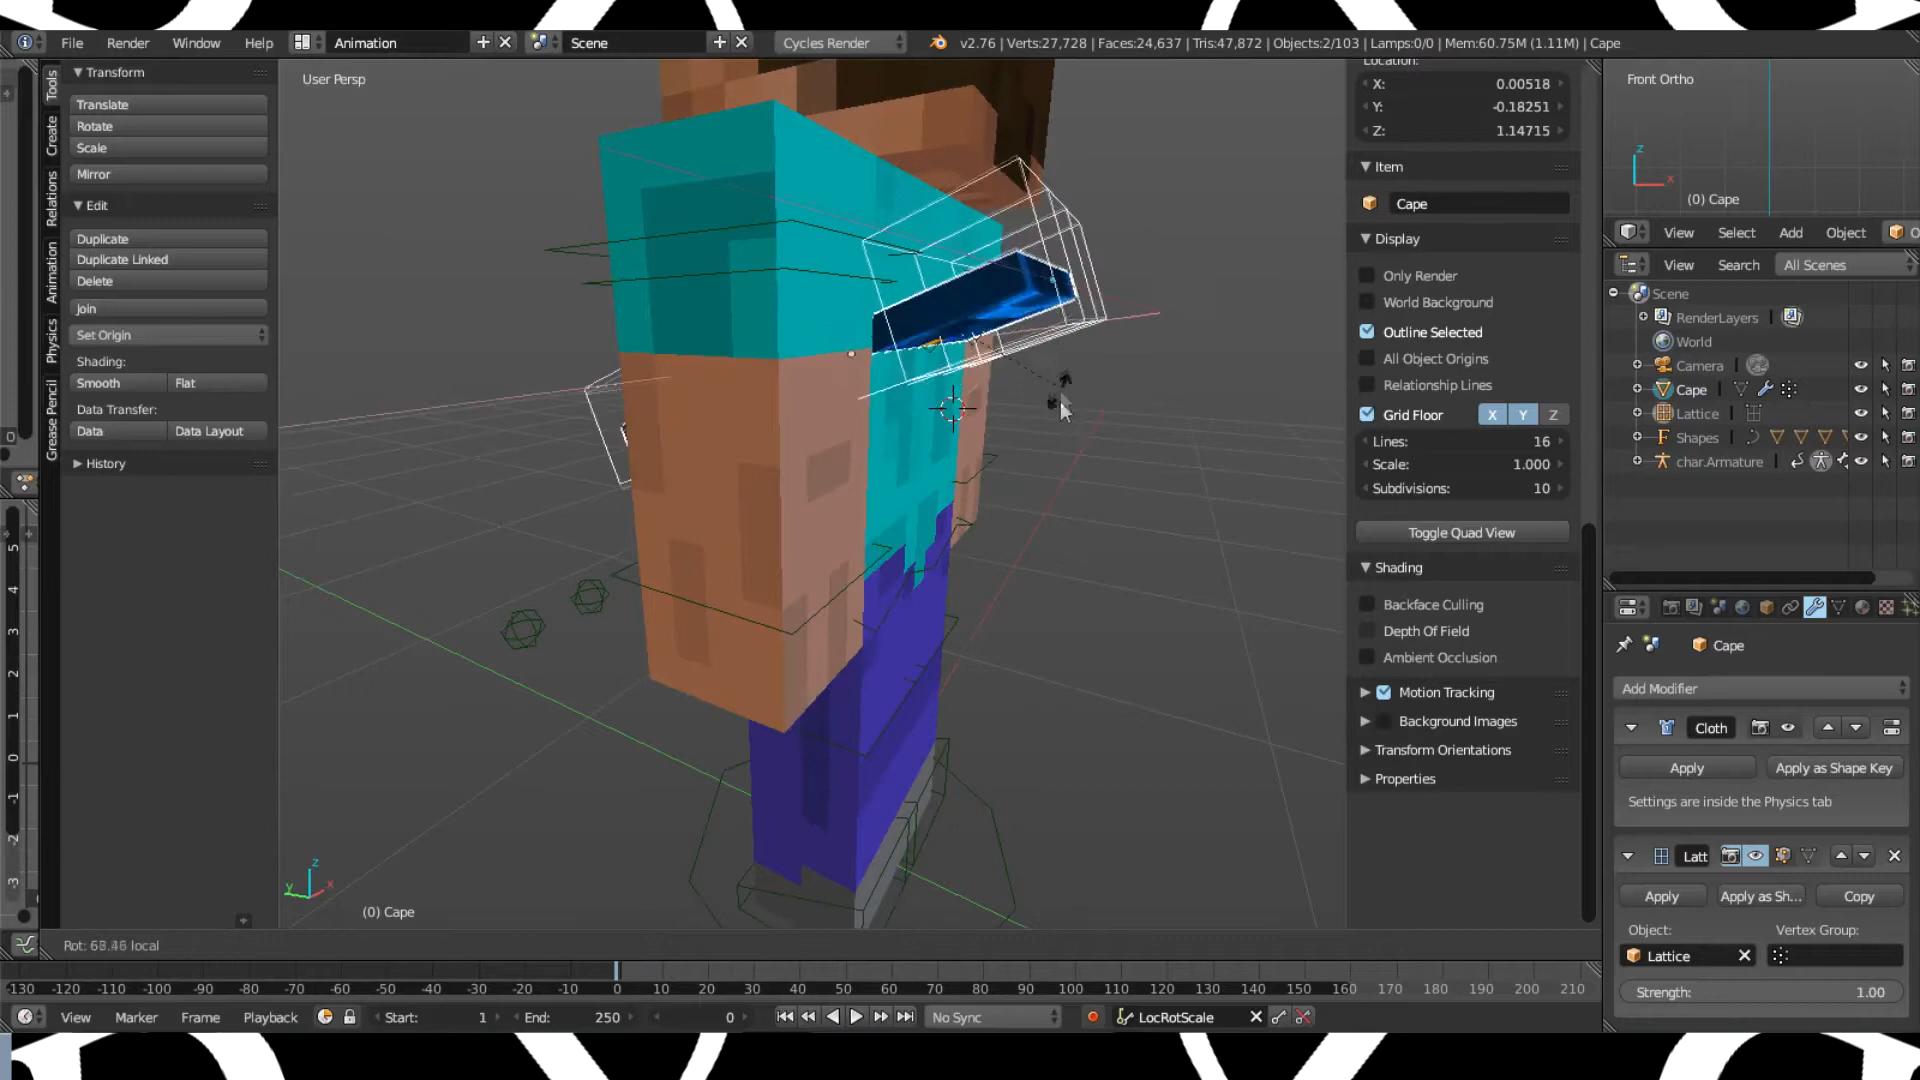 File Render Window Help Animation Scene Cycles Render v2.76 | Verts:27,728 | Faces:24,637 | Tris:47,872 | Objects:2/103 | Lamps:0/0 | Mem:60.75M (1.11M) | Cape
Tools
Create
Relations
Animation
Physics
Grease Pencil
Transform
Translate
Rotate
Scale
Mirror
Edit
Duplicate
Duplicate Linked
Delete
Join
Set Origin
Shading:
Smooth Flat
Data Transfer:
Data Data Layout
History
User Persp
(0) Cape
Rot: 68.46 local
Location:
X: 0.00518
Y: -0.18251
Z: 1.14715
Item
Cape
Display
Only Render
World Background
Outline Selected
All Object Origins
Relationship Lines
Grid Floor X Y Z
Lines: 16
Scale: 1.000
Subdivisions: 10
Toggle Quad View
Shading
Backface Culling
Depth Of Field
Ambient Occlusion
Motion Tracking
Background Images
Transform Orientations
Properties
Front Ortho
z
x
(0) Cape
View Select Add Object
View Search All Scenes
Scene
RenderLayers
World
Camera
Cape
Lattice
Shapes
char.Armature
Cape
Add Modifier
Cloth
Apply Apply as Shape Key
Settings are inside the Physics tab
Latt
Apply Apply as Sh... Copy
Object: Vertex Group:
Lattice
Strength: 1.00
0
5
4
3
2
1
0
-1
-2
-3
z
y x
-130 -120 -110 -100 -90 -80 -70 -60 -50 -40 -30 -20 -10 0 10 20 30 40 50 60 70 80 90 100 110 120 130 140 150 160 170 180 190 200 210
View Marker Frame Playback Start: 1 End: 250 0 No Sync LocRotScale